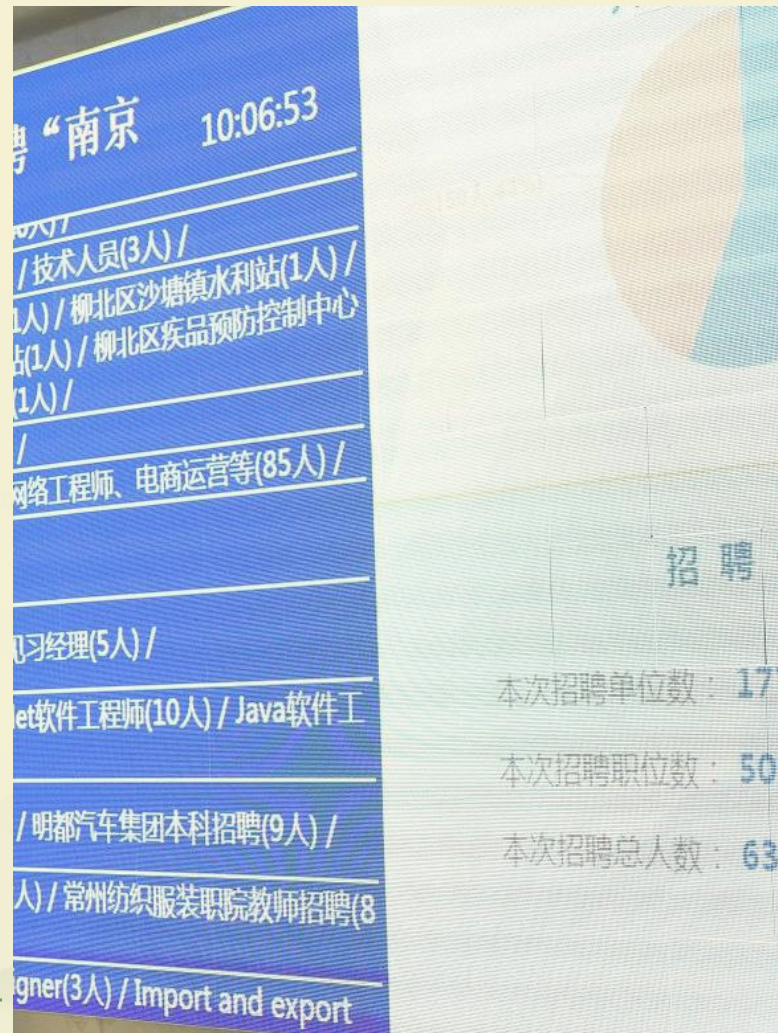 聘“南京 10:06:53
/ 技术人员(3人) /
1人) / 柳北区沙塘镇水利站(1人) /
站(1人) / 柳北区疾品预防控制中心
(1人) /
/
网络工程师、电商运营等(85人) /
见习经理(5人) /
et软件工程师(10人) / Java软件工
/ 明都汽车集团本科招聘(9人) /
人) / 常州纺织服装职院教师招聘(8
igner(3人) / Import and export
招 聘
本次招聘单位数： 17
本次招聘职位数： 50
本次招聘总人数： 63